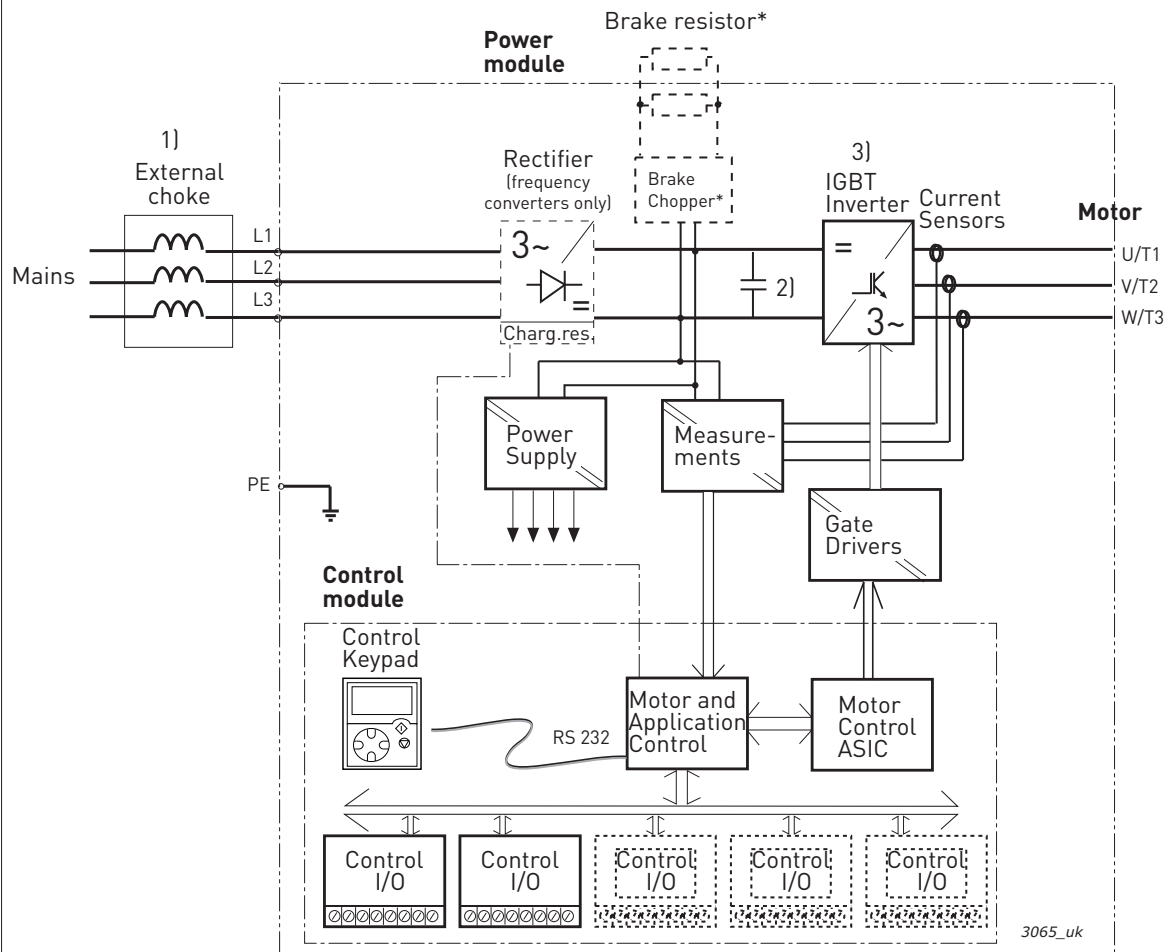 Brake resistor*
Power
module
1)
External
choke
Rectifier
(frequency
converters only)
Brake
Chopper*
3)
IGBT
Inverter
Current
Sensors
Motor
Mains
L1
L2
L3
3~
=
Charg.res.
2)
=
3~
U/T1
V/T2
W/T3
Power
Supply
Measure-
ments
PE
Gate
Drivers
Control
module
Control
Keypad
RS 232
Motor and
Application
Control
Motor
Control
ASIC
Control
I/O
Control
I/O
Control
I/O
Control
I/O
Control
I/O
3065_uk